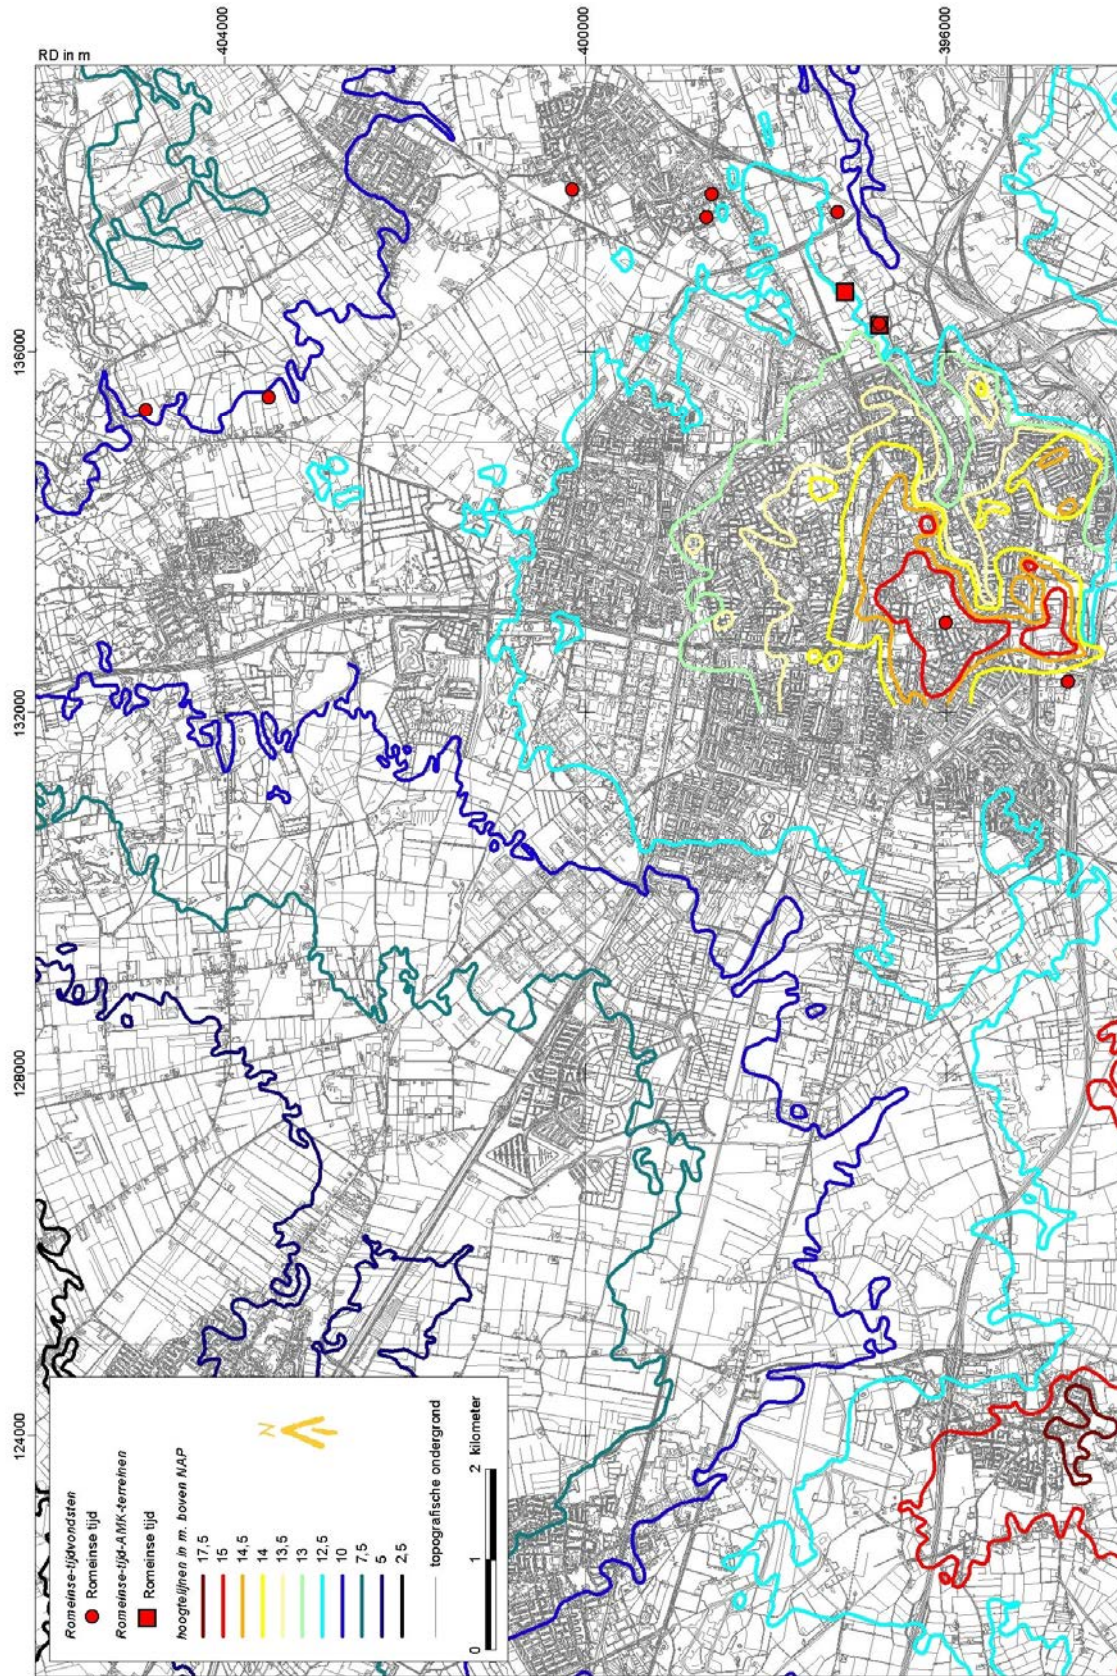 RD in m
404000
400000
396000
136000
132000
128000
124000
Romeinse-tijdvondsten
Romeinse tijd
Romeinse-tijd-AMK-terreinen
Romeinse tijd
hoogtelijnen in m. boven NAP
17,5
15
14,5
14
13,5
13
12,5
10
7,5
5
2,5
topografische ondergrond
0 1 2
kilometer
N